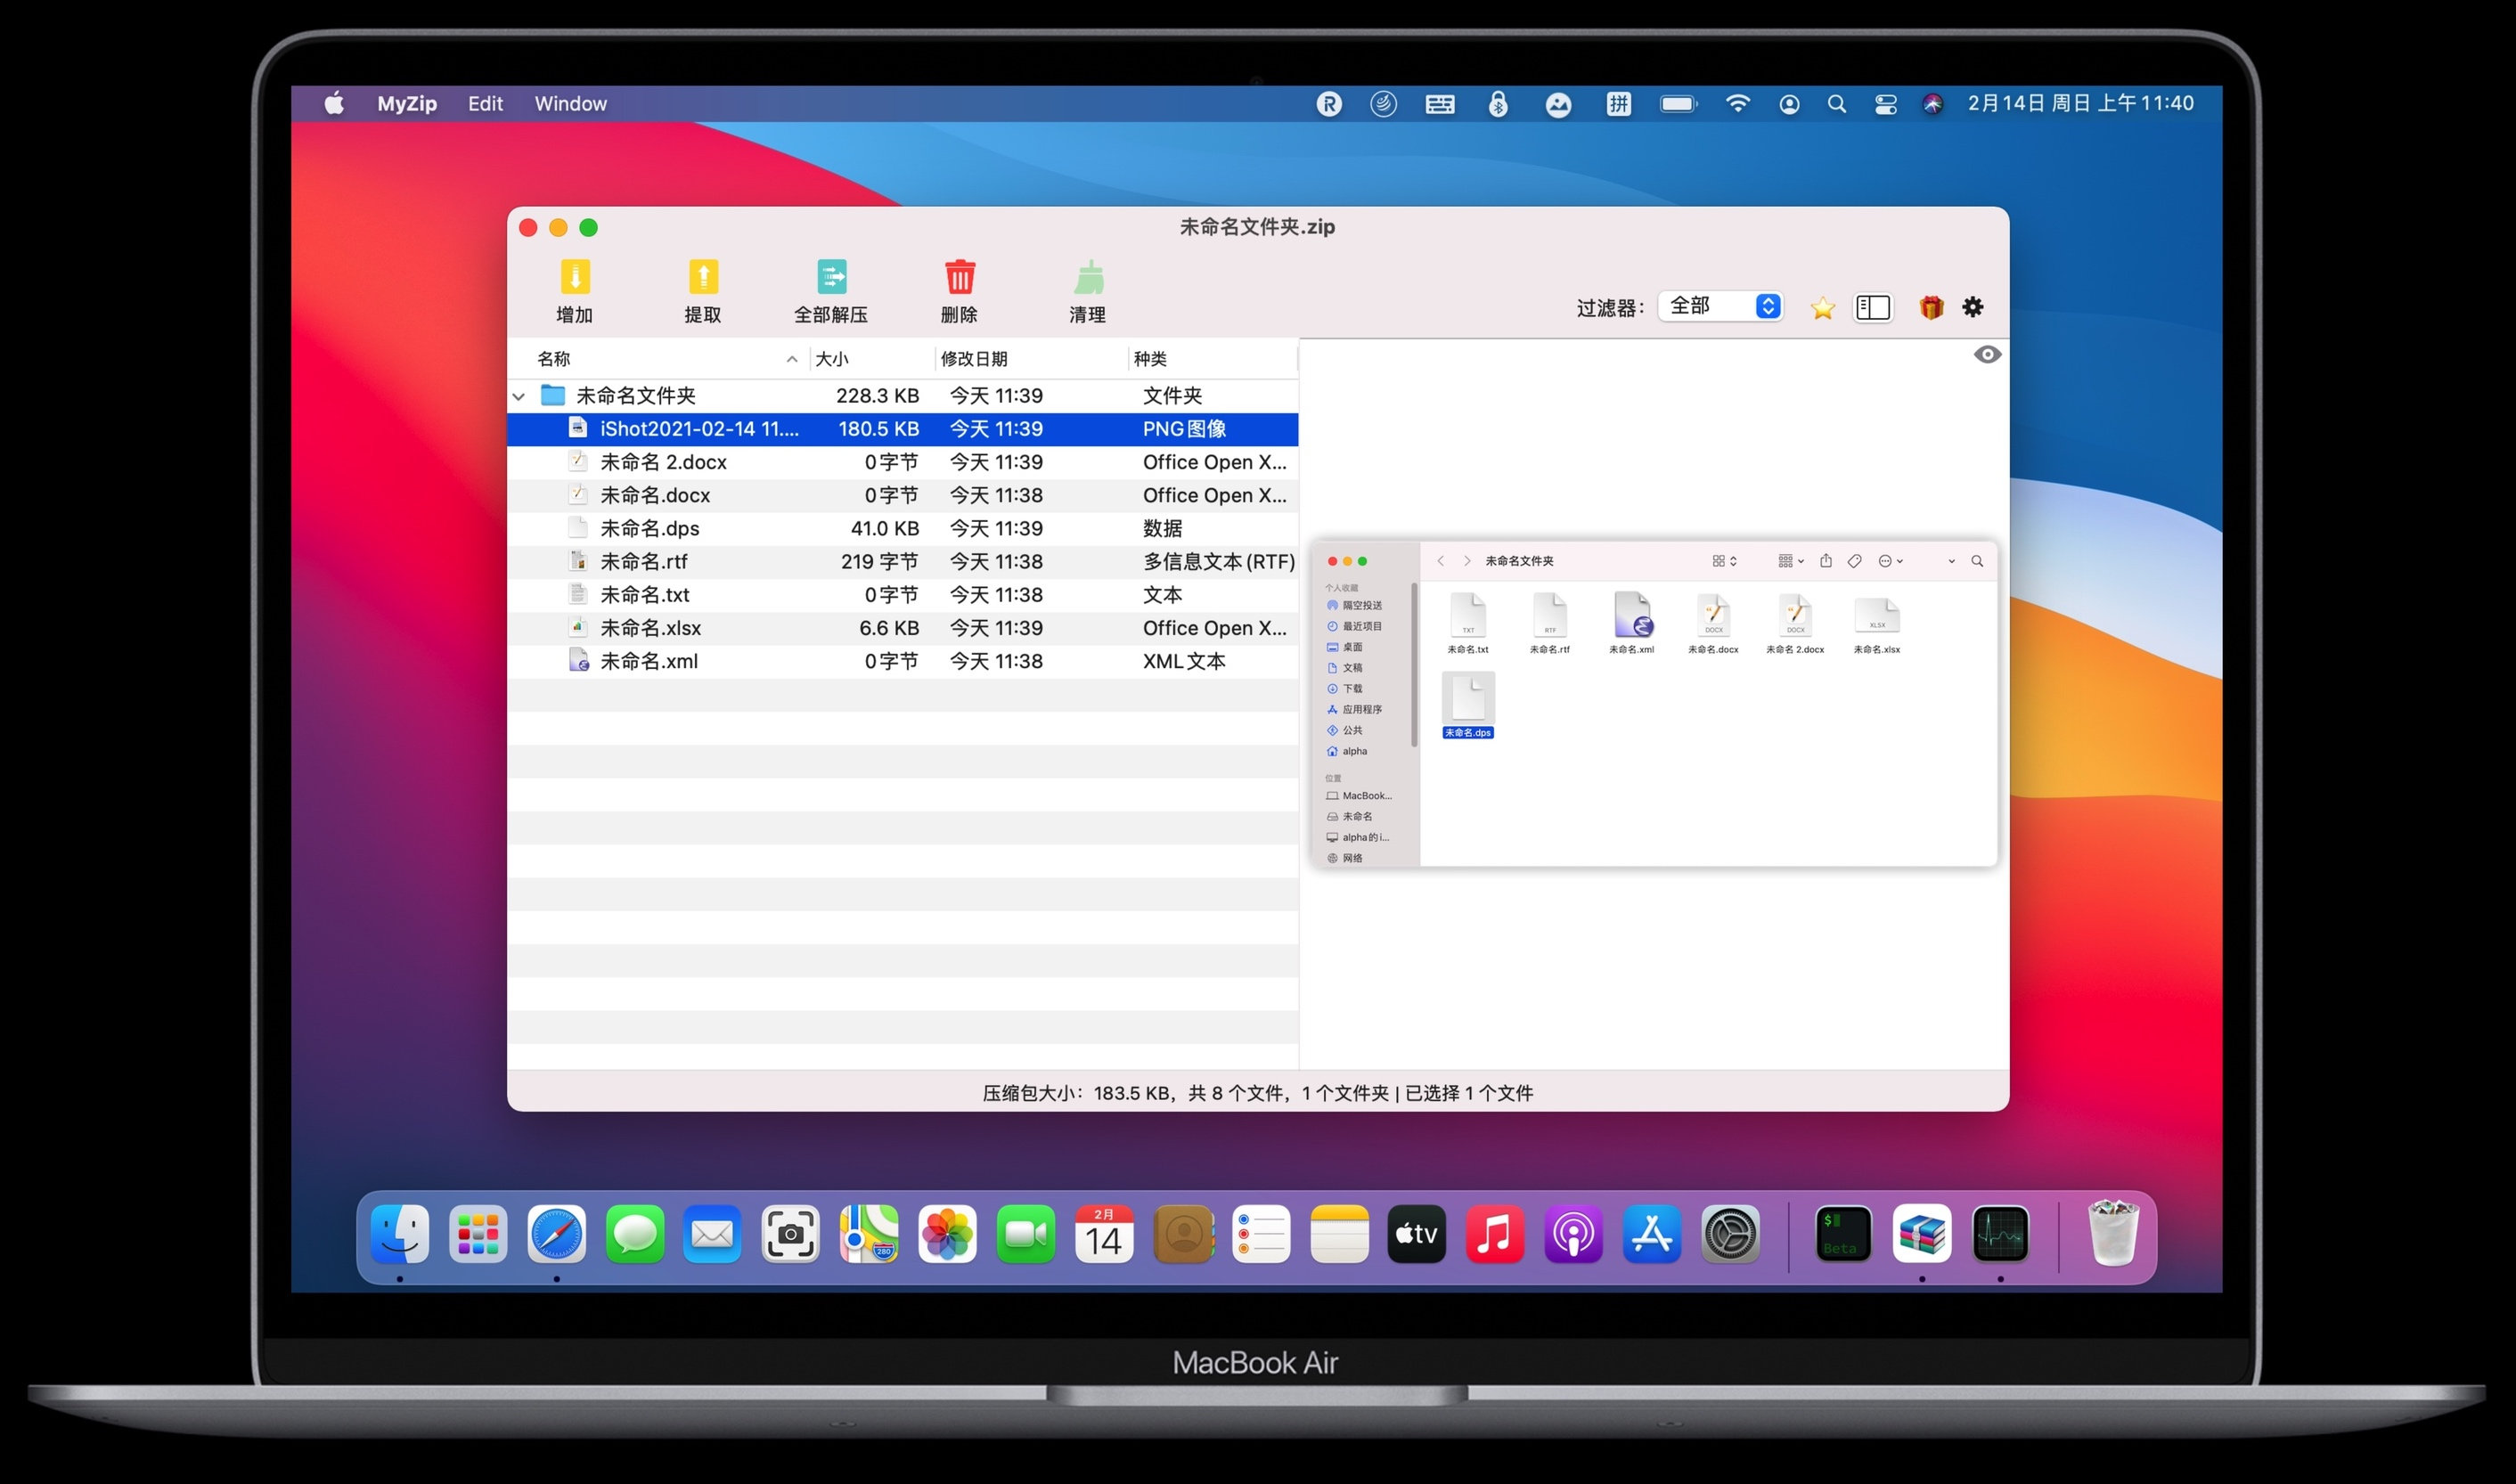 MyZip Edit Window
拼 2月14日 周日 上午11:40
未命名文件夹.zip
增加 提取 全部解压 删除 清理
过滤器： 全部
名称 大小 修改日期 种类
未命名文件夹 228.3 KB 今天 11:39 文件夹
iShot2021-02-14 11.... 180.5 KB 今天 11:39 PNG图像
未命名 2.docx 0字节 今天 11:39 Office Open X...
未命名.docx 0字节 今天 11:38 Office Open X...
未命名.dps 41.0 KB 今天 11:39 数据
未命名.rtf 219 字节 今天 11:38 多信息文本(RTF)
未命名.txt 0字节 今天 11:38 文本
未命名.xlsx 6.6 KB 今天 11:39 Office Open X...
未命名.xml 0字节 今天 11:38 XML文本
未命名文件夹
个人收藏
隔空投送
最近项目
桌面
文稿
下载
应用程序
公共
alpha
位置
MacBook...
未命名
alpha的i...
网络
TXT RTF DOCX DOCX XLSX
未命名.txt 未命名.rtf 未命名.xml 未命名.docx 未命名 2.docx 未命名.xlsx
未命名.dps
压缩包大小：183.5 KB，共 8 个文件，1 个文件夹 | 已选择 1 个文件
280
2月
14
tv
$
Beta
MacBook Air